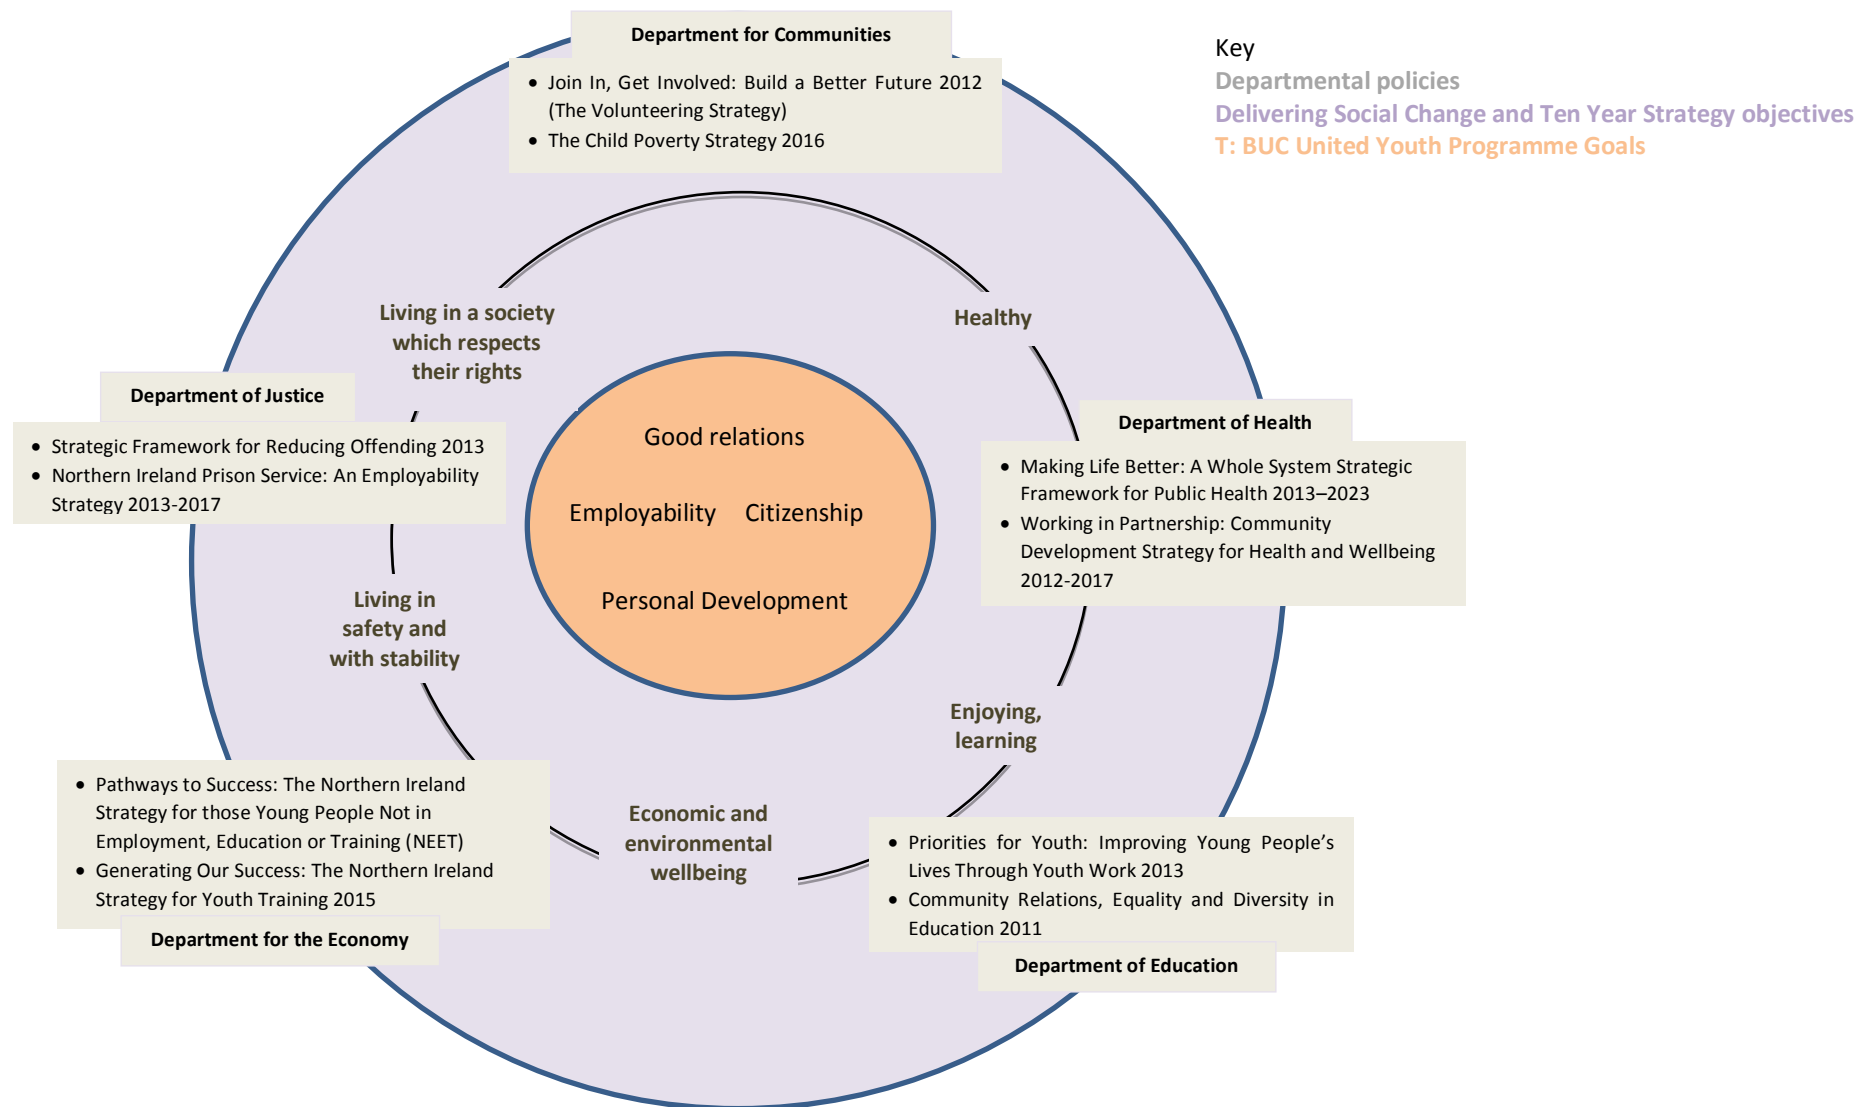 Department for Communities
• Join In, Get Involved: Build a Better Future 2012
(The Volunteering Strategy)
• The Child Poverty Strategy 2016
Key
Departmental policies
Delivering Social Change and Ten Year Strategy objectives
T: BUC United Youth Programme Goals
Living in a society
which respects
their rights
Healthy
Department of Justice
• Strategic Framework for Reducing Offending 2013
• Northern Ireland Prison Service: An Employability
Strategy 2013-2017
Good relations
Employability Citizenship
Personal Development
Department of Health
• Making Life Better: A Whole System Strategic
Framework for Public Health 2013–2023
• Working in Partnership: Community
Development Strategy for Health and Wellbeing
2012-2017
Living in
safety and
with stability
Enjoying,
learning
• Pathways to Success: The Northern Ireland
Strategy for those Young People Not in
Employment, Education or Training (NEET)
• Generating Our Success: The Northern Ireland
Strategy for Youth Training 2015
Department for the Economy
Economic and
environmental
wellbeing
• Priorities for Youth: Improving Young People’s
Lives Through Youth Work 2013
• Community Relations, Equality and Diversity in
Education 2011
Department of Education